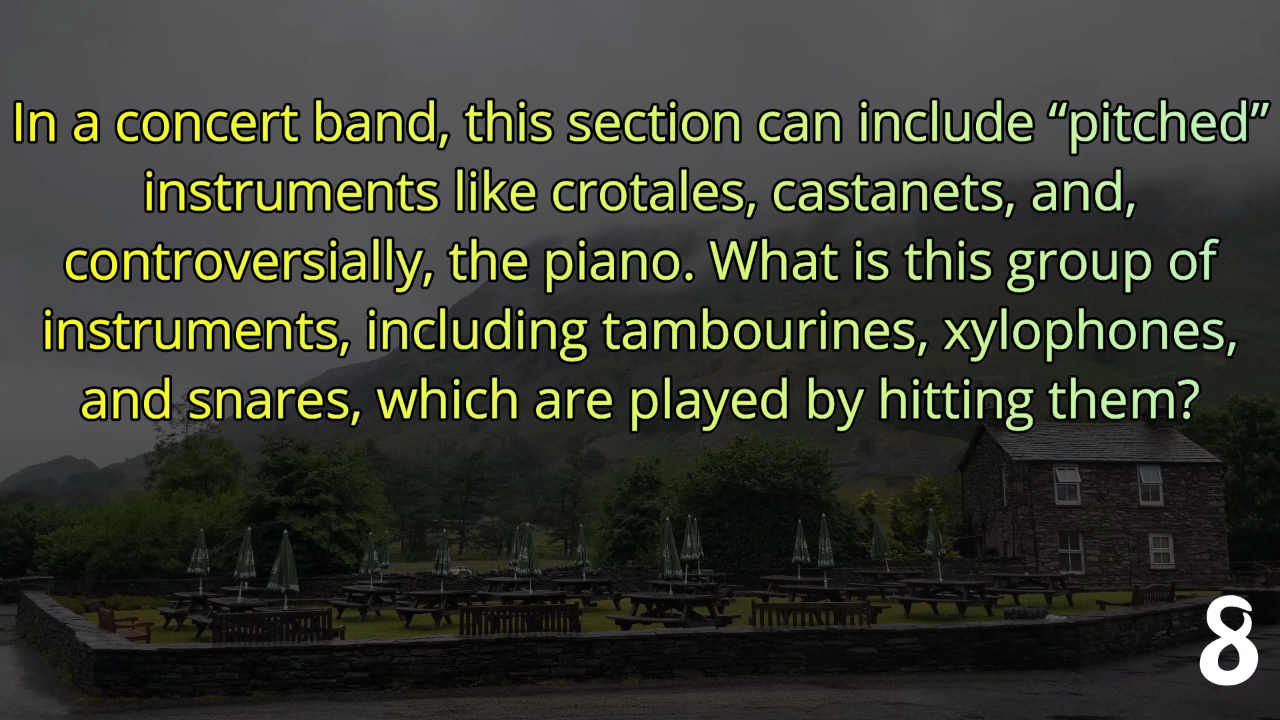 In a concert band, this section can include “pitched”
instruments like crotales, castanets, and,
controversially, the piano. What is this group of
instruments, including tambourines, xylophones,
and snares, which are played by hitting them?
8